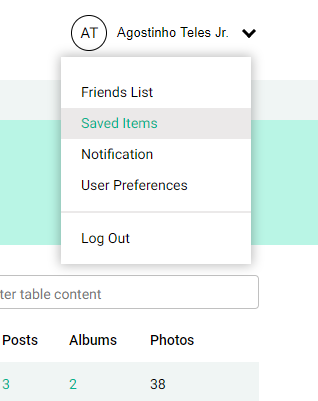 AT Agostinho Teles Jr.
Friends List
Saved Items
Notification
User Preferences
Log Out
table content
Posts Albums Photos
3 2 38